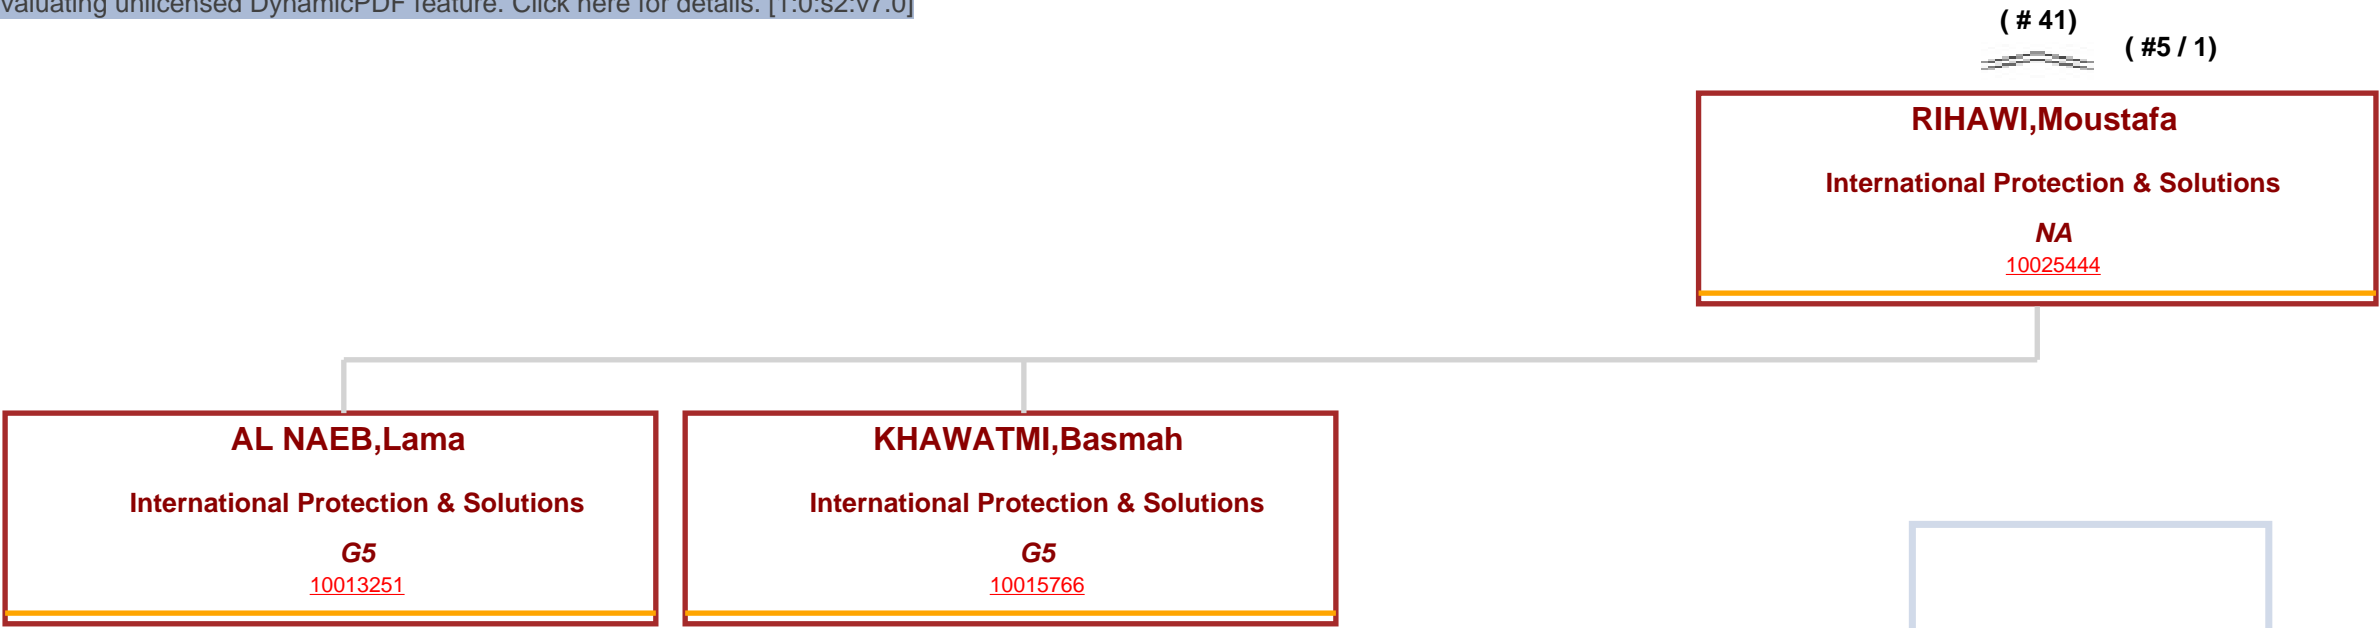 valuating unlicensed DynamicPDF feature. Click here for details. [1:0:s2:v7.0]
( # 41)
( #5 / 1)
RIHAWI,Moustafa
International Protection & Solutions
NA
10025444
AL NAEB,Lama
International Protection & Solutions
G5
10013251
KHAWATMI,Basmah
International Protection & Solutions
G5
10015766